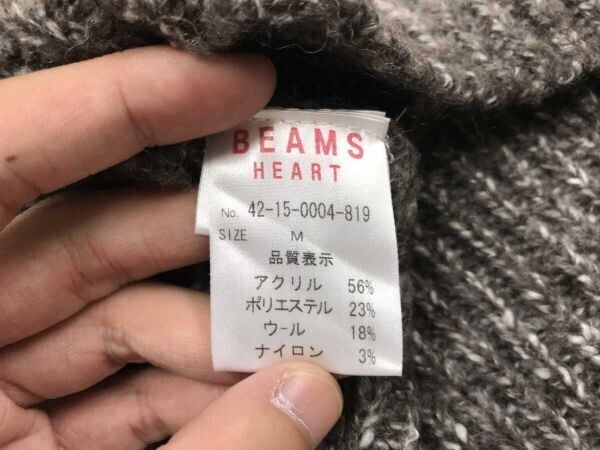 BEAMS
HEART
No. 42-15-0004-819
SIZE M
品質表示
アクリル 56%
ポリエステル 23%
ウール 18%
ナイロン 3%